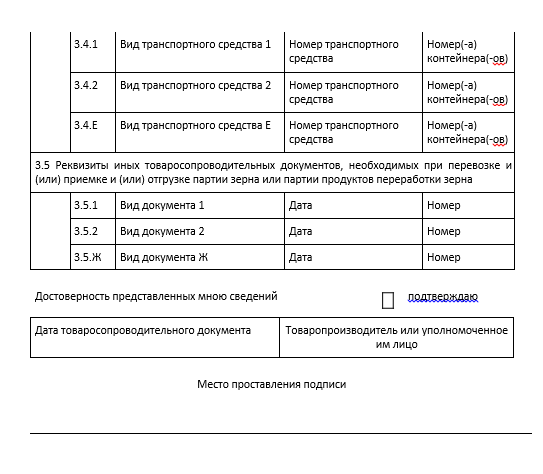 3.4.1 Вид транспортного средства 1 Номер транспортного Номер(-а)
средства контейнера(-ов)
3.4.2 Вид транспортного средства 2 Номер транспортного Номер(-а)
средства контейнера(-ов)
3.4.Е Вид транспортного средства Е Номер транспортного Номер(-а)
средства контейнера(-ов)
3.5 Реквизиты иных товаросопроводительных документов, необходимых при перевозке и
(или) приемке и (или) отгрузке партии зерна или партии продуктов переработки зерна
3.5.1 Вид документа 1 Дата Номер
3.5.2 Вид документа 2 Дата Номер
3.5.Ж Вид документа Ж Дата Номер
Достоверность представленных мною сведений подтверждаю
Дата товаросопроводительного документа Товаропроизводитель или уполномоченное
им лицо
Место проставления подписи